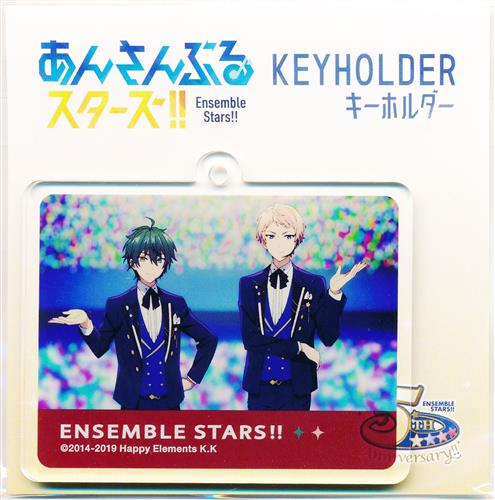 あんさんぶる
スターズ!!
Ensemble
Stars!!
KEYHOLDER
キーホルダー
ENSEMBLE STARS!!
©2014-2019 Happy Elements K.K
ENSEMBLE
STARS!!
5TH
Anniversary!!